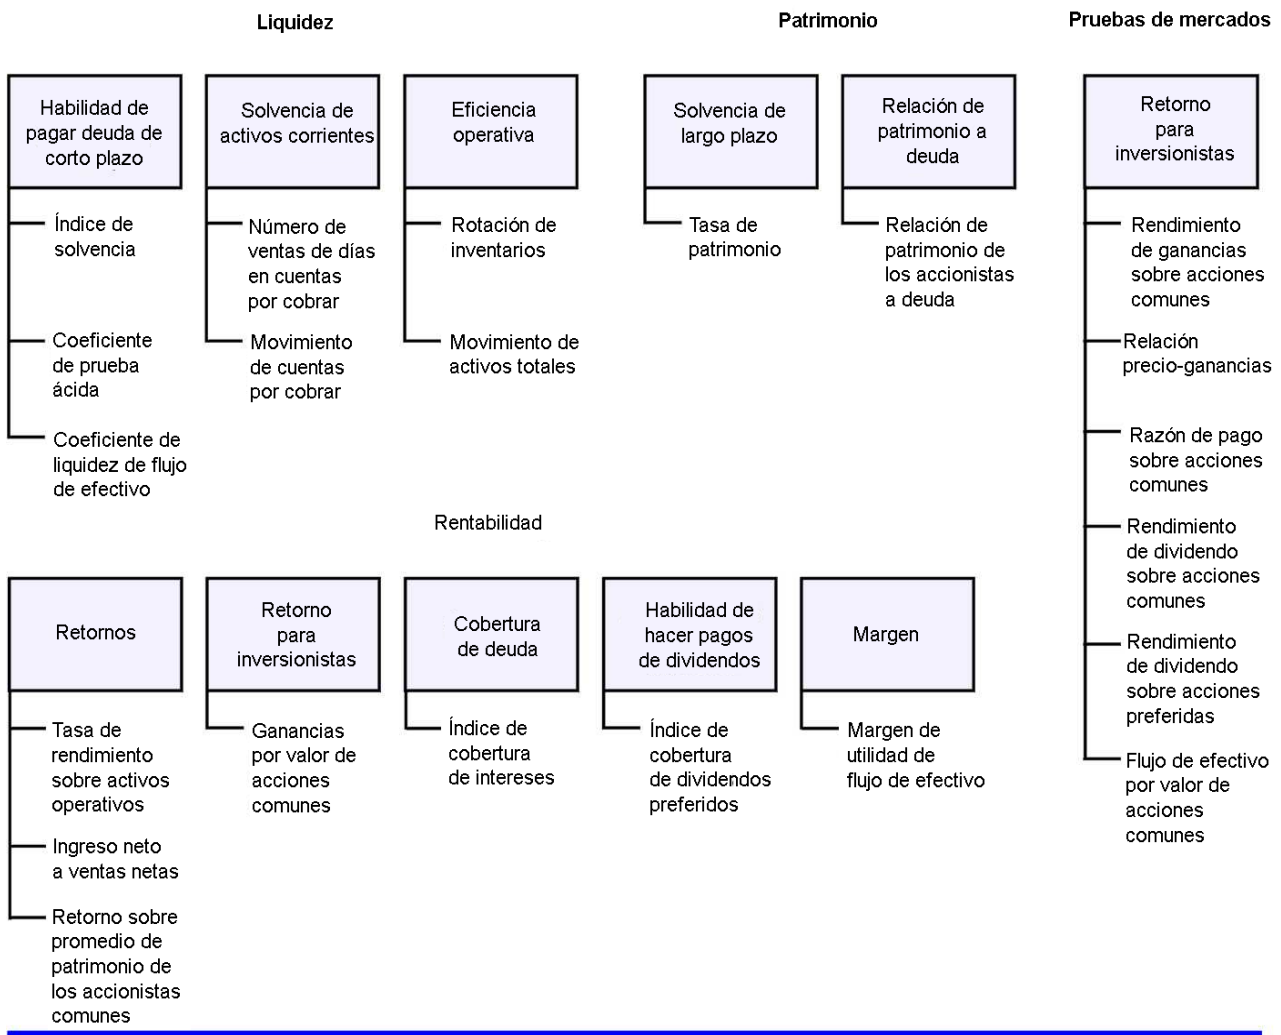 Liquidez
Patrimonio
Pruebas de mercados
Habilidad de
pagar deuda de
corto plazo
Solvencia de
activos corrientes
Eficiencia
operativa
Solvencia de
largo plazo
Relación de
patrimonio a
deuda
Retorno
para
inversionistas
Índice de
solvencia
Coeficiente
de prueba
ácida
Coeficiente de
liquidez de flujo
de efectivo
Número de
ventas de días
en cuentas
por cobrar
Movimiento
de cuentas
por cobrar
Rotación de
inventarios
Movimiento de
activos totales
Tasa de
patrimonio
Relación de
patrimonio de
los accionistas
a deuda
Rendimiento
de ganancias
sobre acciones
comunes
Relación
precio-ganancias
Razón de pago
sobre acciones
comunes
Rendimiento
de dividendo
sobre acciones
comunes
Rendimiento
de dividendo
sobre acciones
preferidas
Flujo de efectivo
por valor de
acciones
comunes
Rentabilidad
Retornos
Retorno
para
inversionistas
Cobertura
de deuda
Habilidad de
hacer pagos
de dividendos
Margen
Tasa de
rendimiento
sobre activos
operativos
Ingreso neto
a ventas netas
Retorno sobre
promedio de
patrimonio de
los accionistas
comunes
Ganancias
por valor de
acciones
comunes
Índice de
cobertura
de intereses
Índice de
cobertura
de dividendos
preferidos
Margen de
utilidad de
flujo de efectivo